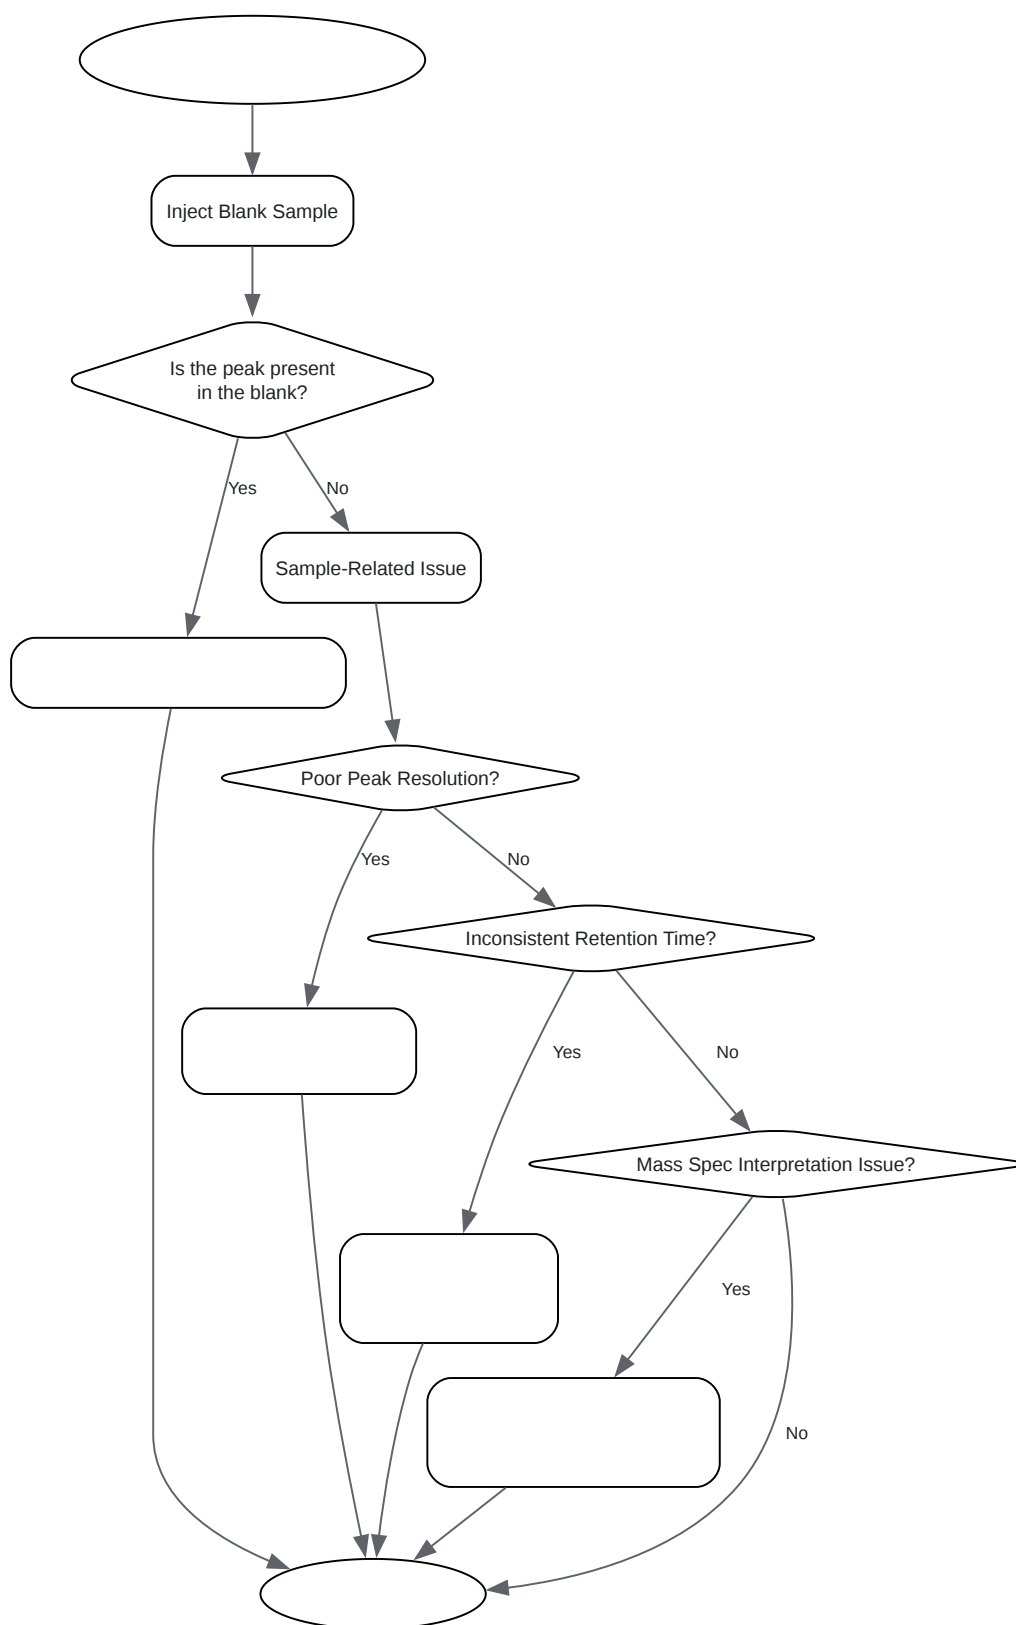 Inject Blank Sample
Is the peak present
in the blank?
Yes
No
Sample-Related Issue
Poor Peak Resolution?
Yes
No
Inconsistent Retention Time?
Yes
No
Mass Spec Interpretation Issue?
Yes
No